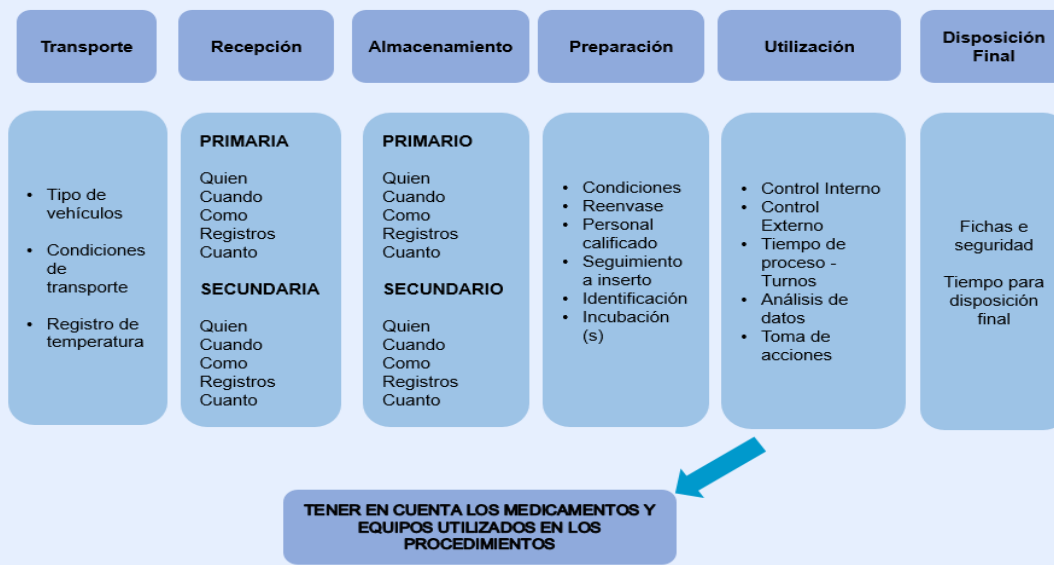 Transporte
Recepción
Almacenamiento
Preparación
Utilización
Disposición
Final
• Tipo de
vehículos
• Condiciones
de
transporte
• Registro de
temperatura
PRIMARIA
Quien
Cuando
Como
Registros
Cuanto
SECUNDARIA
Quien
Cuando
Como
Registros
Cuanto
PRIMARIO
Quien
Cuando
Como
Registros
Cuanto
SECUNDARIO
Quien
Cuando
Como
Registros
Cuanto
• Condiciones
• Reenvase
• Personal
calificado
• Seguimiento
a inserto
• Identificación
• Incubación
(s)
• Control Interno
• Control
Externo
• Tiempo de
proceso -
Turnos
• Análisis de
datos
• Toma de
acciones
Fichas e
seguridad
Tiempo para
disposición
final
TENER EN CUENTA LOS MEDICAMENTOS Y
EQUIPOS UTILIZADOS EN LOS
PROCEDIMIENTOS